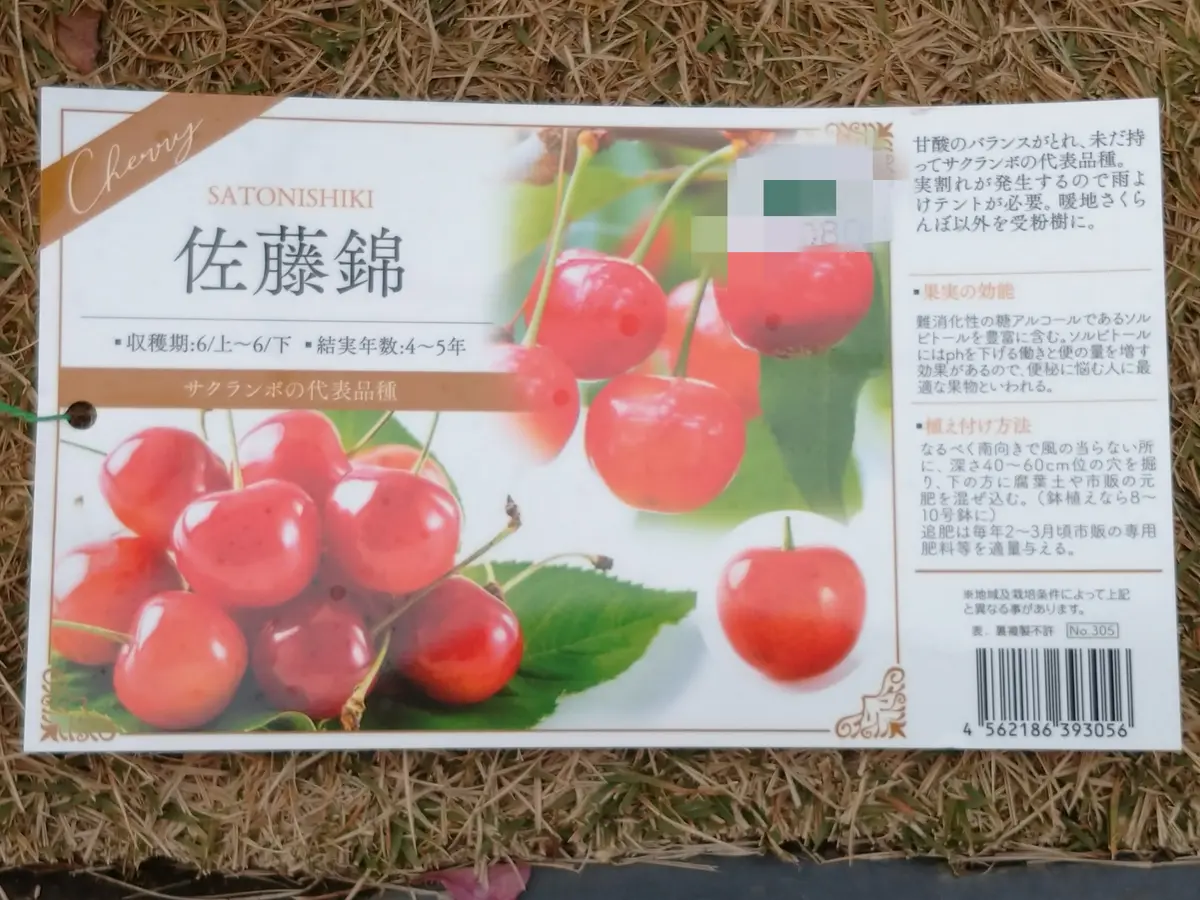 Cherry
SATONISHIKI
佐藤錦
▪収穫期:6/上〜6/下 ▪結実年数:4〜5年
サクランボの代表品種
甘酸のバランスがとれ、未だ持
ってサクランボの代表品種。
実割れが発生するので雨よ
けテントが必要。暖地さくら
んぼ以外を受粉樹に。
▪果実の効能
難消化性の糖アルコールであるソル
ビトールを豊富に含む。ソルビトール
にはphを下げる働きと便の量を増す
効果があるので、便秘に悩む人に最
適な果物といわれる。
▪植え付け方法
なるべく南向きで風の当らない所
に、深さ40〜60cm位の穴を掘
り、下の方に腐葉土や市販の元
肥を混ぜ込む。(鉢植えなら8〜
10号鉢に)
追肥は毎年2〜3月頃市販の専用
肥料等を適量与える。
※地域及栽培条件によって上記
と異なる事があります。
表、裏複製不許 No.305
4 562186 393056